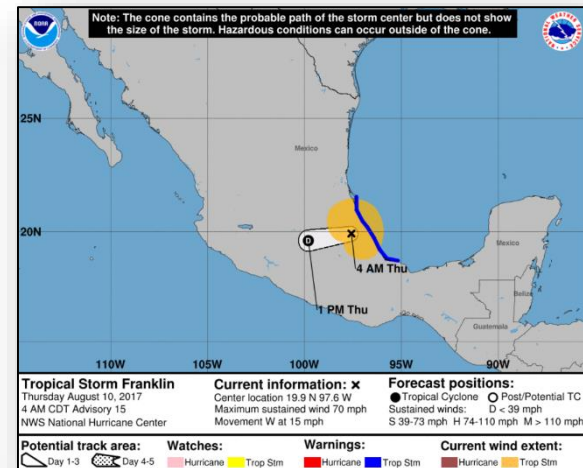 Note: The cone contains the probable path of the storm center but does not show
the size of the storm. Hazardous conditions can occur outside of the cone.
NOAA
25N
Mexico
20N
D
4 AM Thu
1 PM Thu
Mexico
Belize
Guatemala
110W
105W
100W
95W
90W
Tropical Storm Franklin
Thursday August 10, 2017
4 AM CDT Advisory 15
NWS National Hurricane Center
Current information: ×
Center location 19.9 N 97.6 W
Maximum sustained wind 70 mph
Movement W at 15 mph
Forecast positions:
● Tropical Cyclone ○ Post/Potential TC
Sustained winds: D < 39 mph
S 39-73 mph H 74-110 mph M > 110 mph
Potential track area:
Day 1-3 Day 4-5
Watches:
Hurricane Trop Stm
Warnings:
Hurricane Trop Stm
Current wind extent:
Hurricane Trop Stm